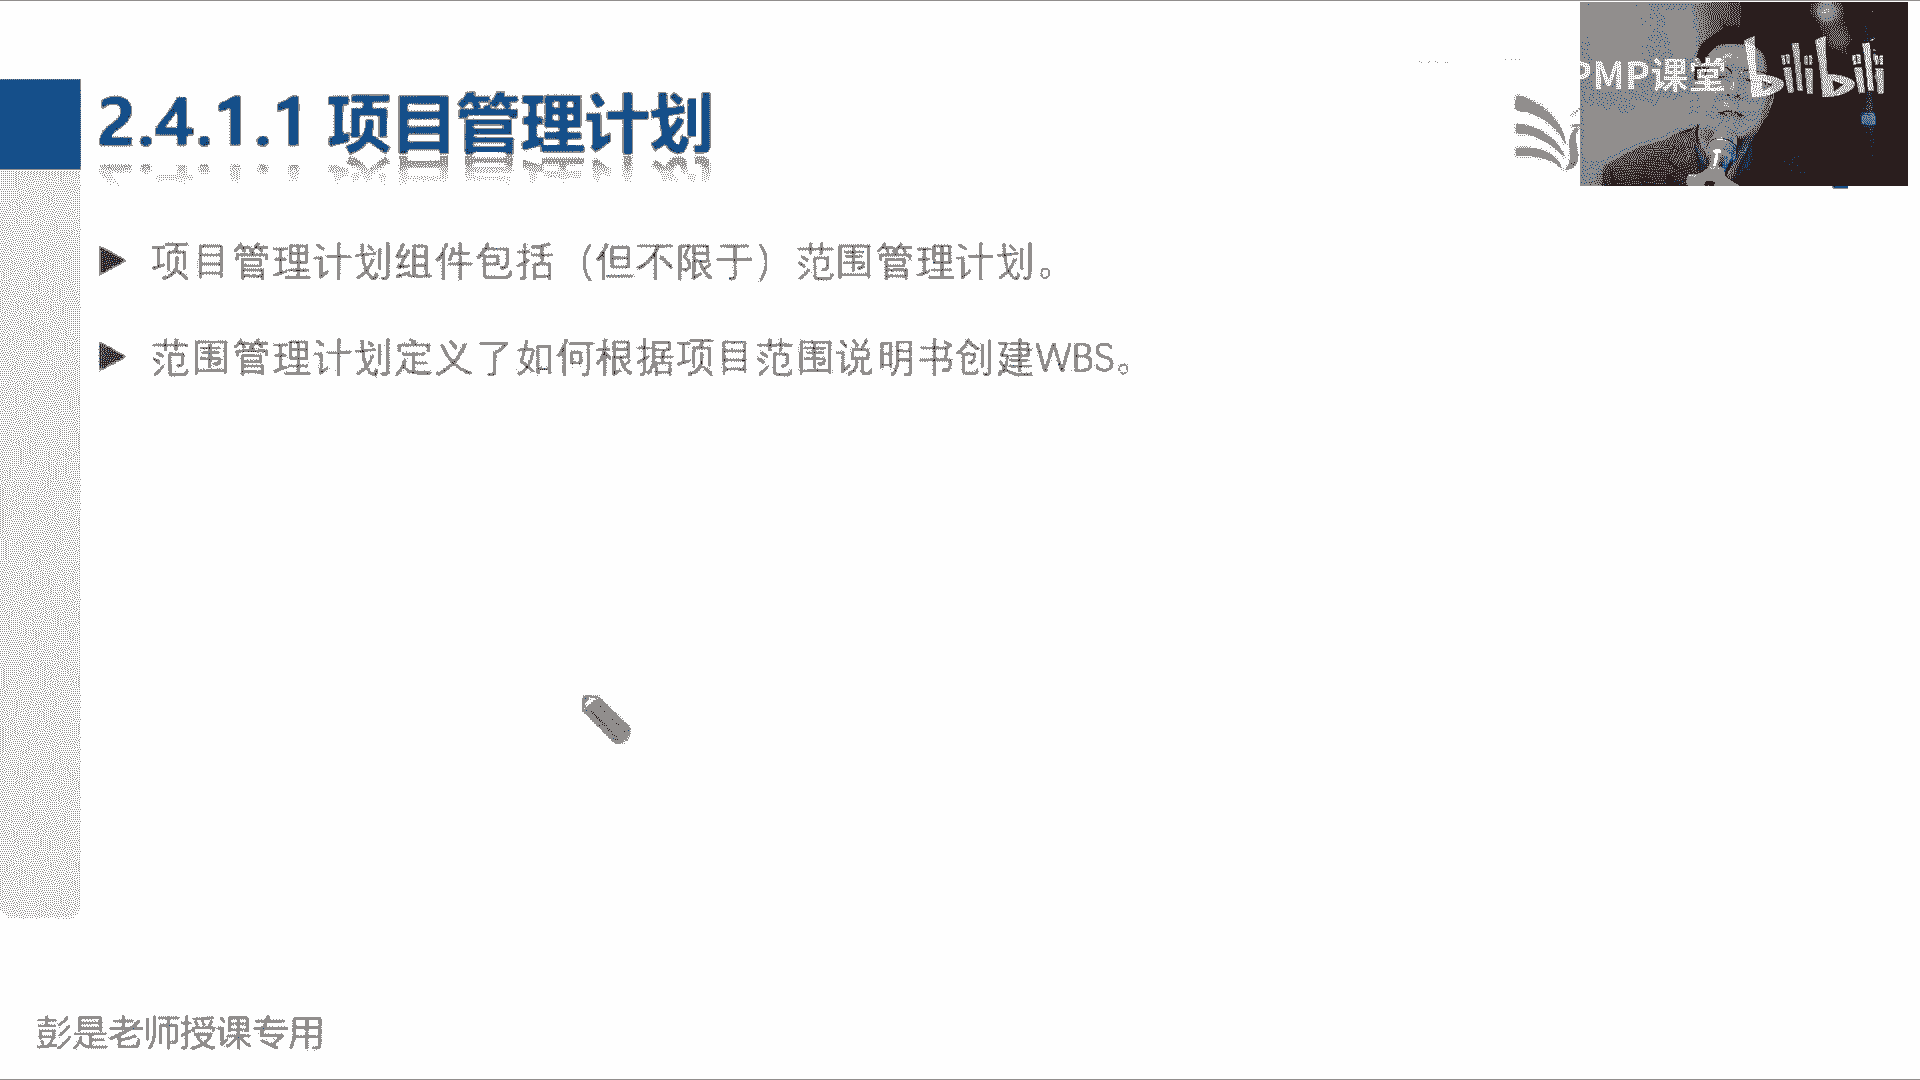 PMP课堂 bilibili
2.4.1.1 项目管理计划
项目管理计划组件包括（但不限于）范围管理计划。
范围管理计划定义了如何根据项目范围说明书创建WBS。
彭是老师授课专用